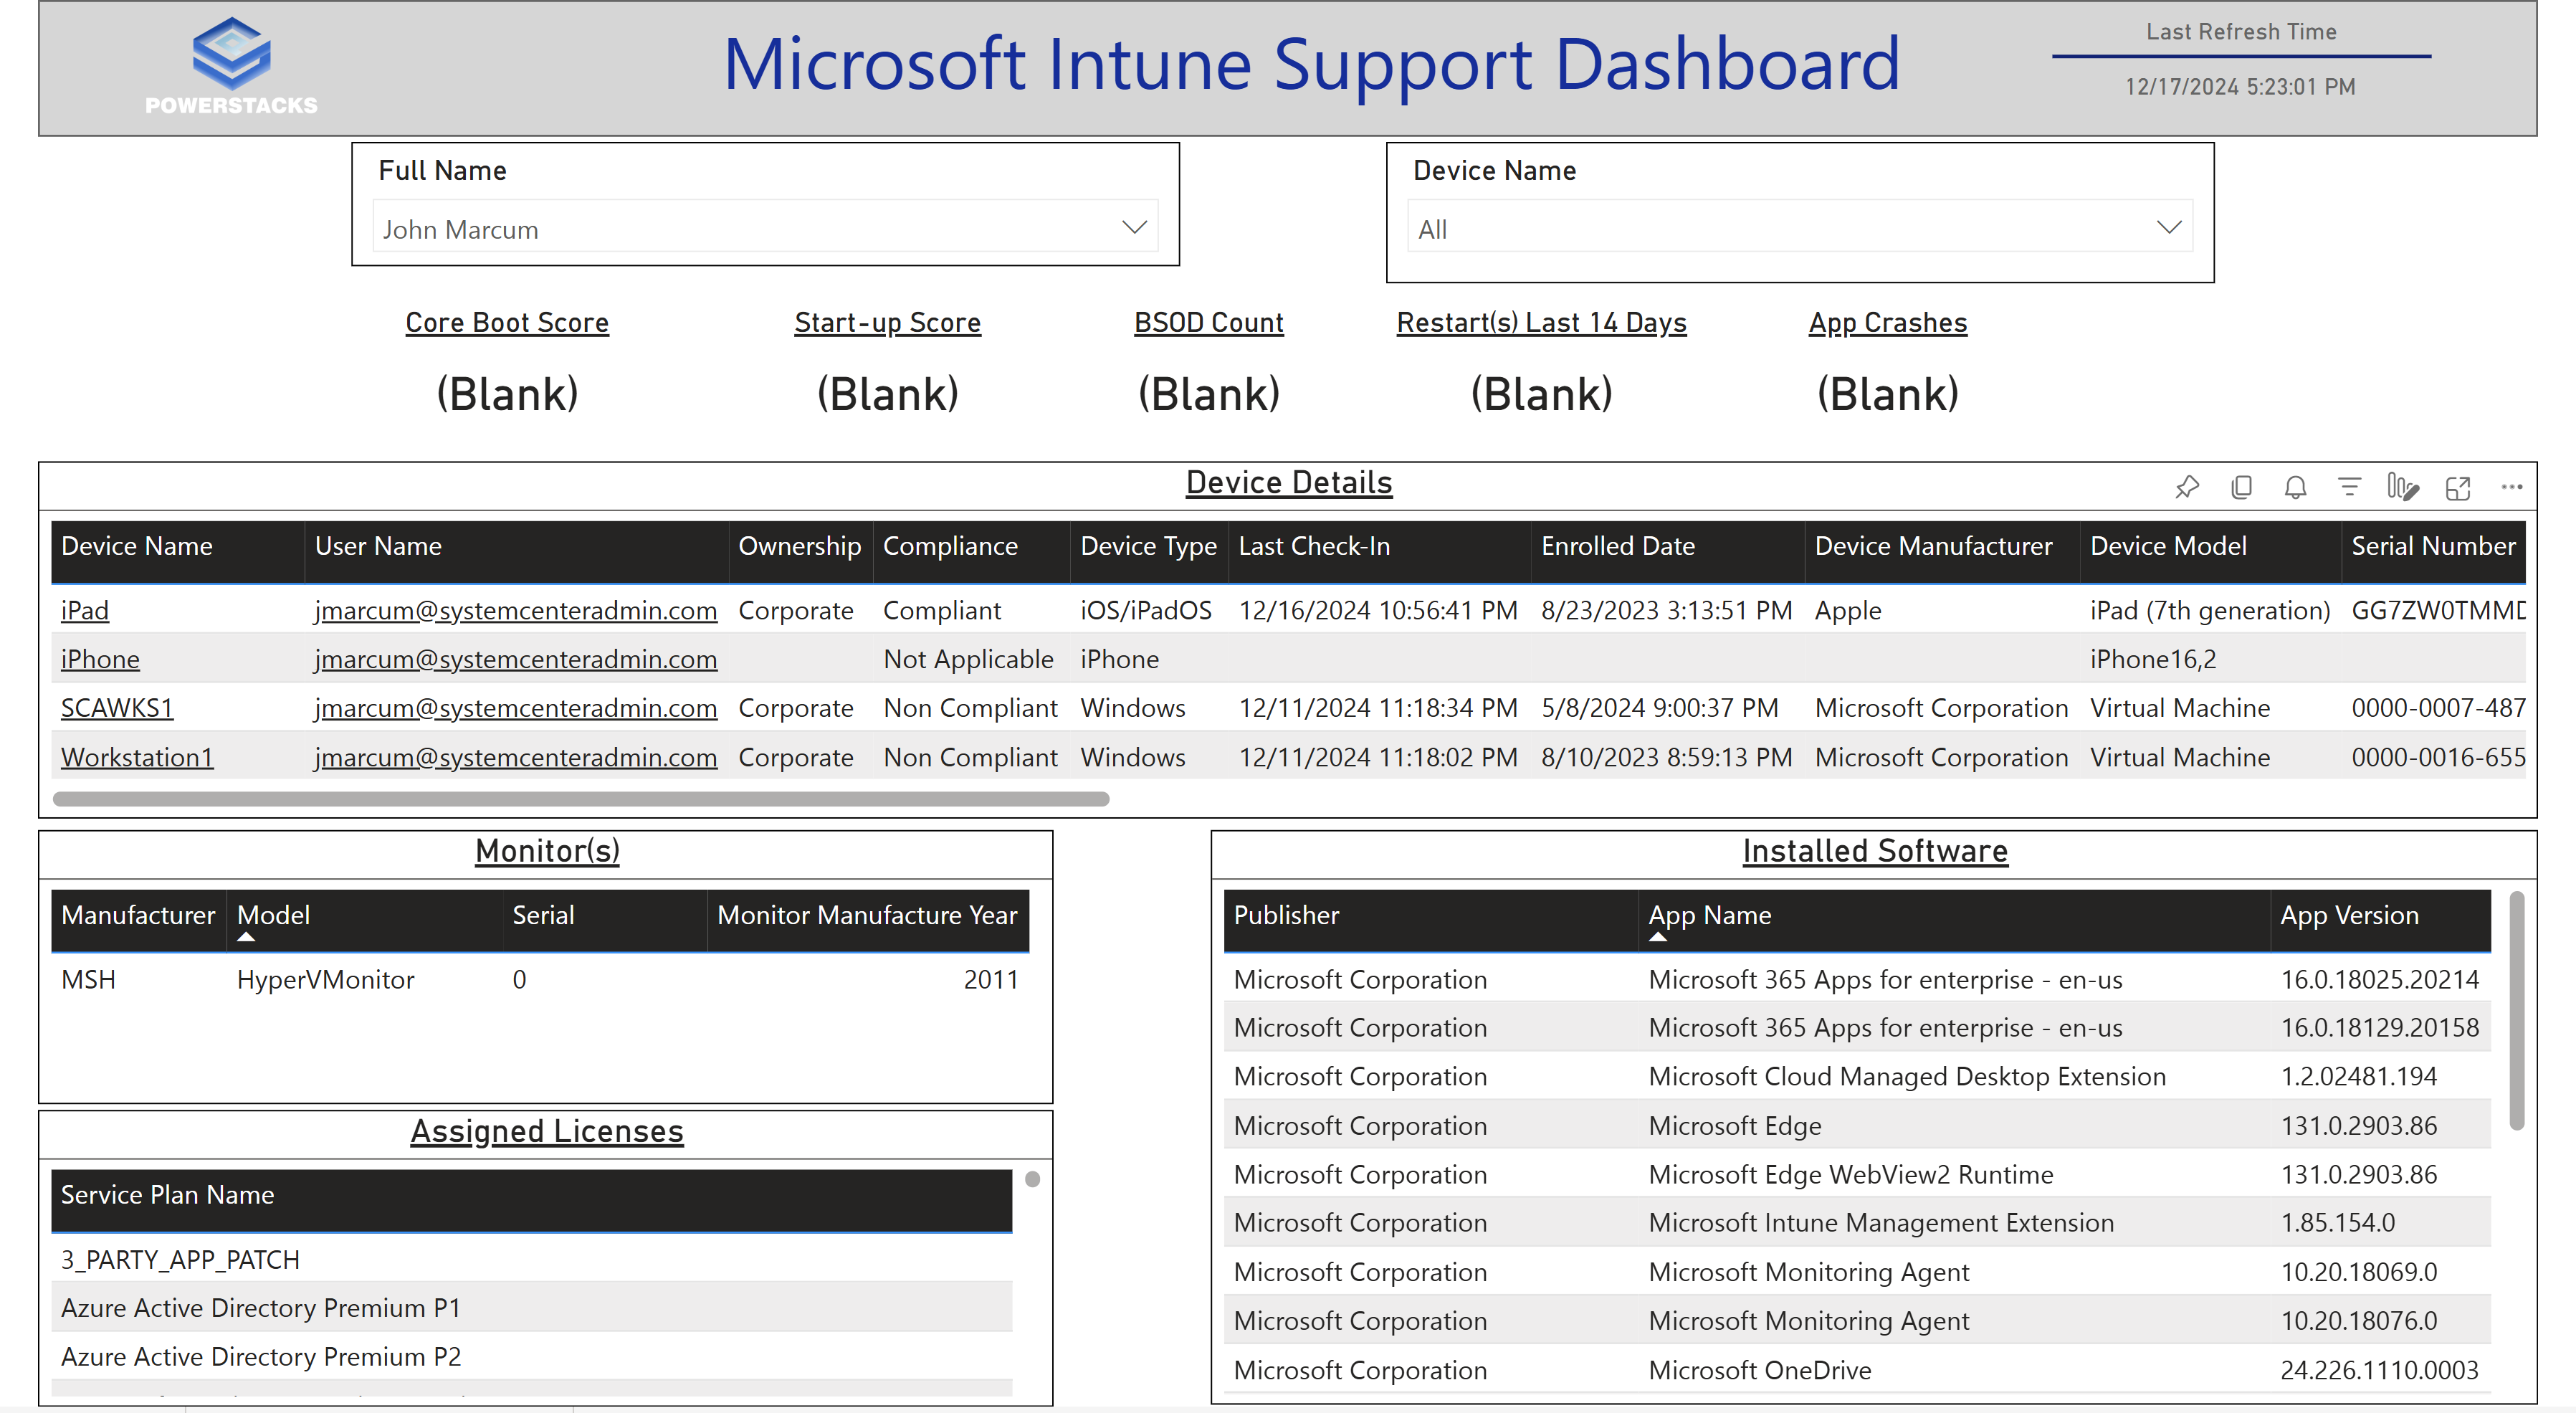 POWERSTACKS
Microsoft Intune Support Dashboard
Last Refresh Time
12/17/2024 5:23:01 PM
Full Name
John Marcum
Device Name
All
Core Boot Score Start-up Score BSOD Count Restart(s) Last 14 Days App Crashes
(Blank) (Blank) (Blank) (Blank) (Blank)
Device Details
Device Name User Name Ownership Compliance Device Type Last Check-In Enrolled Date Device Manufacturer Device Model Serial Number
iPad jmarcum@systemcenteradmin.com Corporate Compliant iOS/iPadOS 12/16/2024 10:56:41 PM 8/23/2023 3:13:51 PM Apple iPad (7th generation) GG7ZW0TMMD
iPhone jmarcum@systemcenteradmin.com Not Applicable iPhone iPhone16,2
SCAWKS1 jmarcum@systemcenteradmin.com Corporate Non Compliant Windows 12/11/2024 11:18:34 PM 5/8/2024 9:00:37 PM Microsoft Corporation Virtual Machine 0000-0007-487
Workstation1 jmarcum@systemcenteradmin.com Corporate Non Compliant Windows 12/11/2024 11:18:02 PM 8/10/2023 8:59:13 PM Microsoft Corporation Virtual Machine 0000-0016-655
Monitor(s)
Manufacturer Model Serial Monitor Manufacture Year
MSH HyperVMonitor 0 2011
Assigned Licenses
Service Plan Name
3_PARTY_APP_PATCH
Azure Active Directory Premium P1
Azure Active Directory Premium P2
Installed Software
Publisher App Name App Version
Microsoft Corporation Microsoft 365 Apps for enterprise - en-us 16.0.18025.20214
Microsoft Corporation Microsoft 365 Apps for enterprise - en-us 16.0.18129.20158
Microsoft Corporation Microsoft Cloud Managed Desktop Extension 1.2.02481.194
Microsoft Corporation Microsoft Edge 131.0.2903.86
Microsoft Corporation Microsoft Edge WebView2 Runtime 131.0.2903.86
Microsoft Corporation Microsoft Intune Management Extension 1.85.154.0
Microsoft Corporation Microsoft Monitoring Agent 10.20.18069.0
Microsoft Corporation Microsoft Monitoring Agent 10.20.18076.0
Microsoft Corporation Microsoft OneDrive 24.226.1110.0003